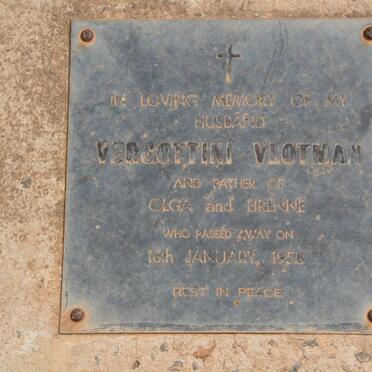 IN LOVING MEMORY OF MY
HUSBAND
VERGOTTINI VLOTMAN
AND FATHER OF
OLGA and EIRENNE
WHO PASSED AWAY ON
16th JANUARY, 1958
REST IN PEACE